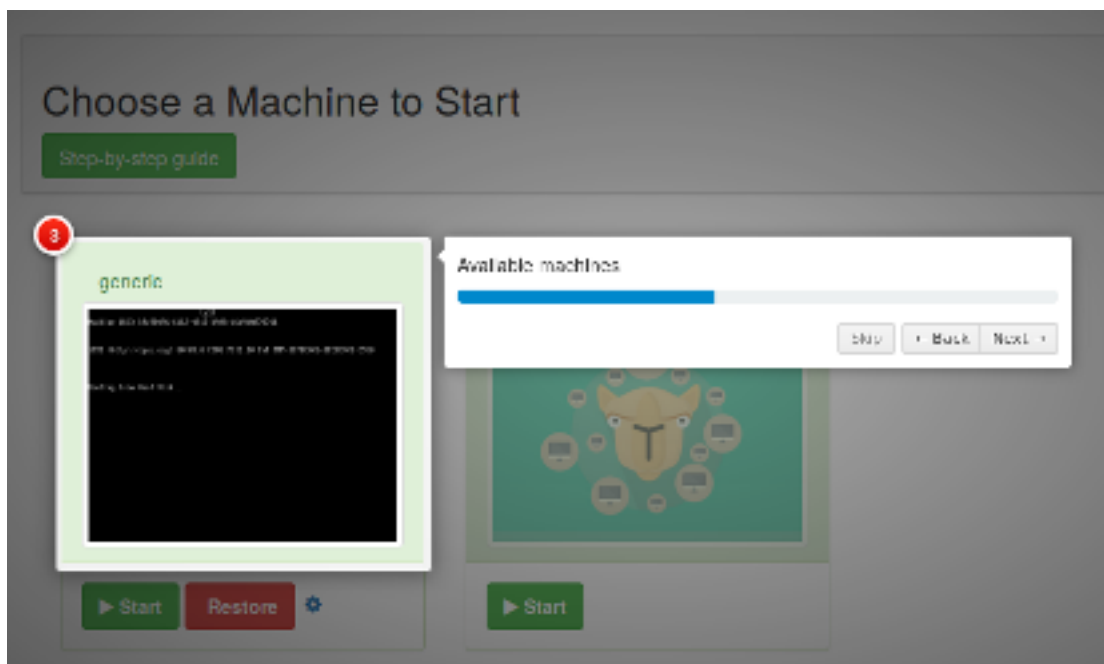 Choose a Machine to Start
Step-by-step guide
3
generic
Available machines
Skip
← Back
Next →
Start
Restore
Start